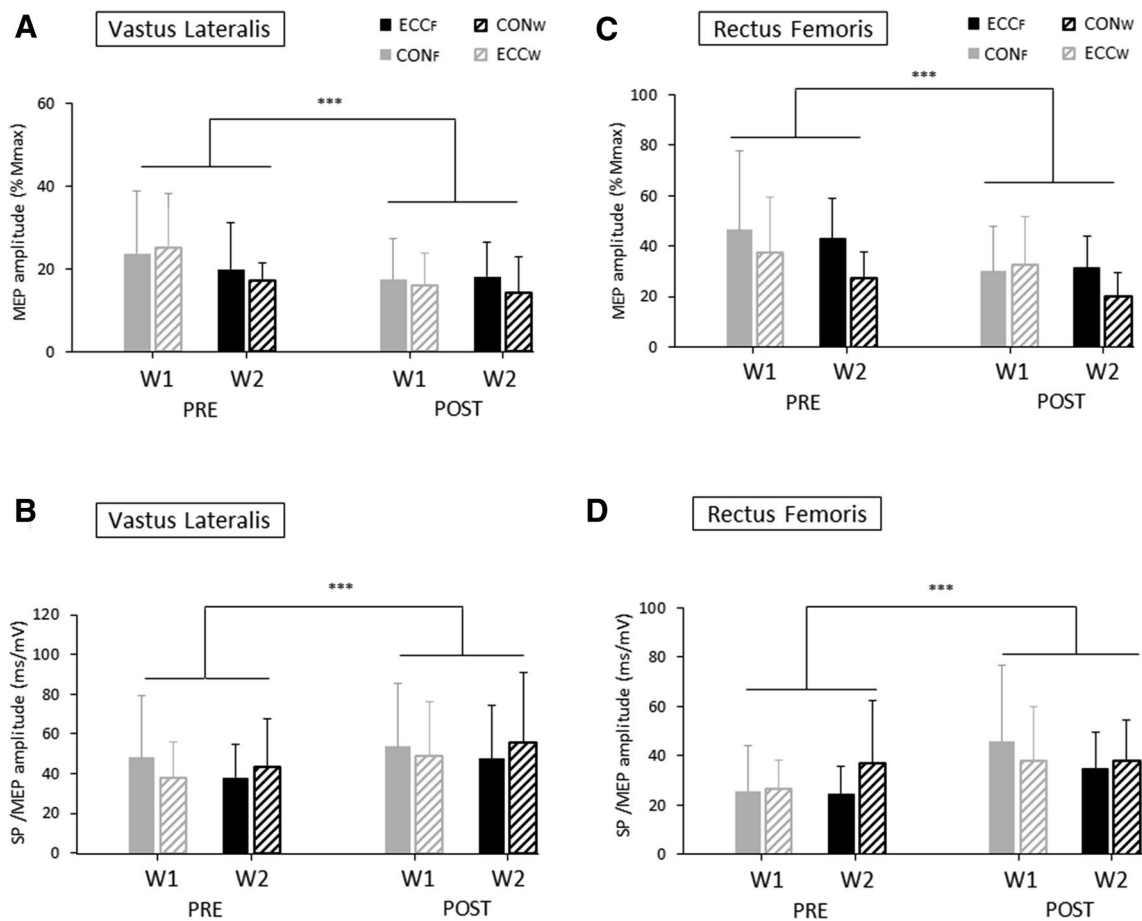 A
Vastus Lateralis
ECCF
CONW
CONF
ECCW
***
MEP amplitude (% Mmax)
60
40
20
0
W1
W2
W1
W2
PRE
POST
C
Rectus Femoris
ECCF
CONW
CONF
ECCW
***
MEP amplitude (% Mmax)
100
80
60
40
20
0
W1
W2
W1
W2
PRE
POST
B
Vastus Lateralis
***
SP /MEP amplitude (ms/mV)
120
100
80
60
40
20
0
W1
W2
W1
W2
PRE
POST
D
Rectus Femoris
***
SP /MEP amplitude (ms/mV)
100
80
60
40
20
0
W1
W2
W1
W2
PRE
POST